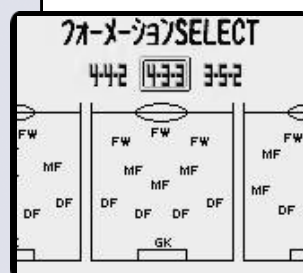 フォーメーションSELECT
4-4-2 4-3-3 3-5-2
FW FW FW FW
MF
MF MF MF
MF MF
DF DF DF DF
DF DF DF DF
GK